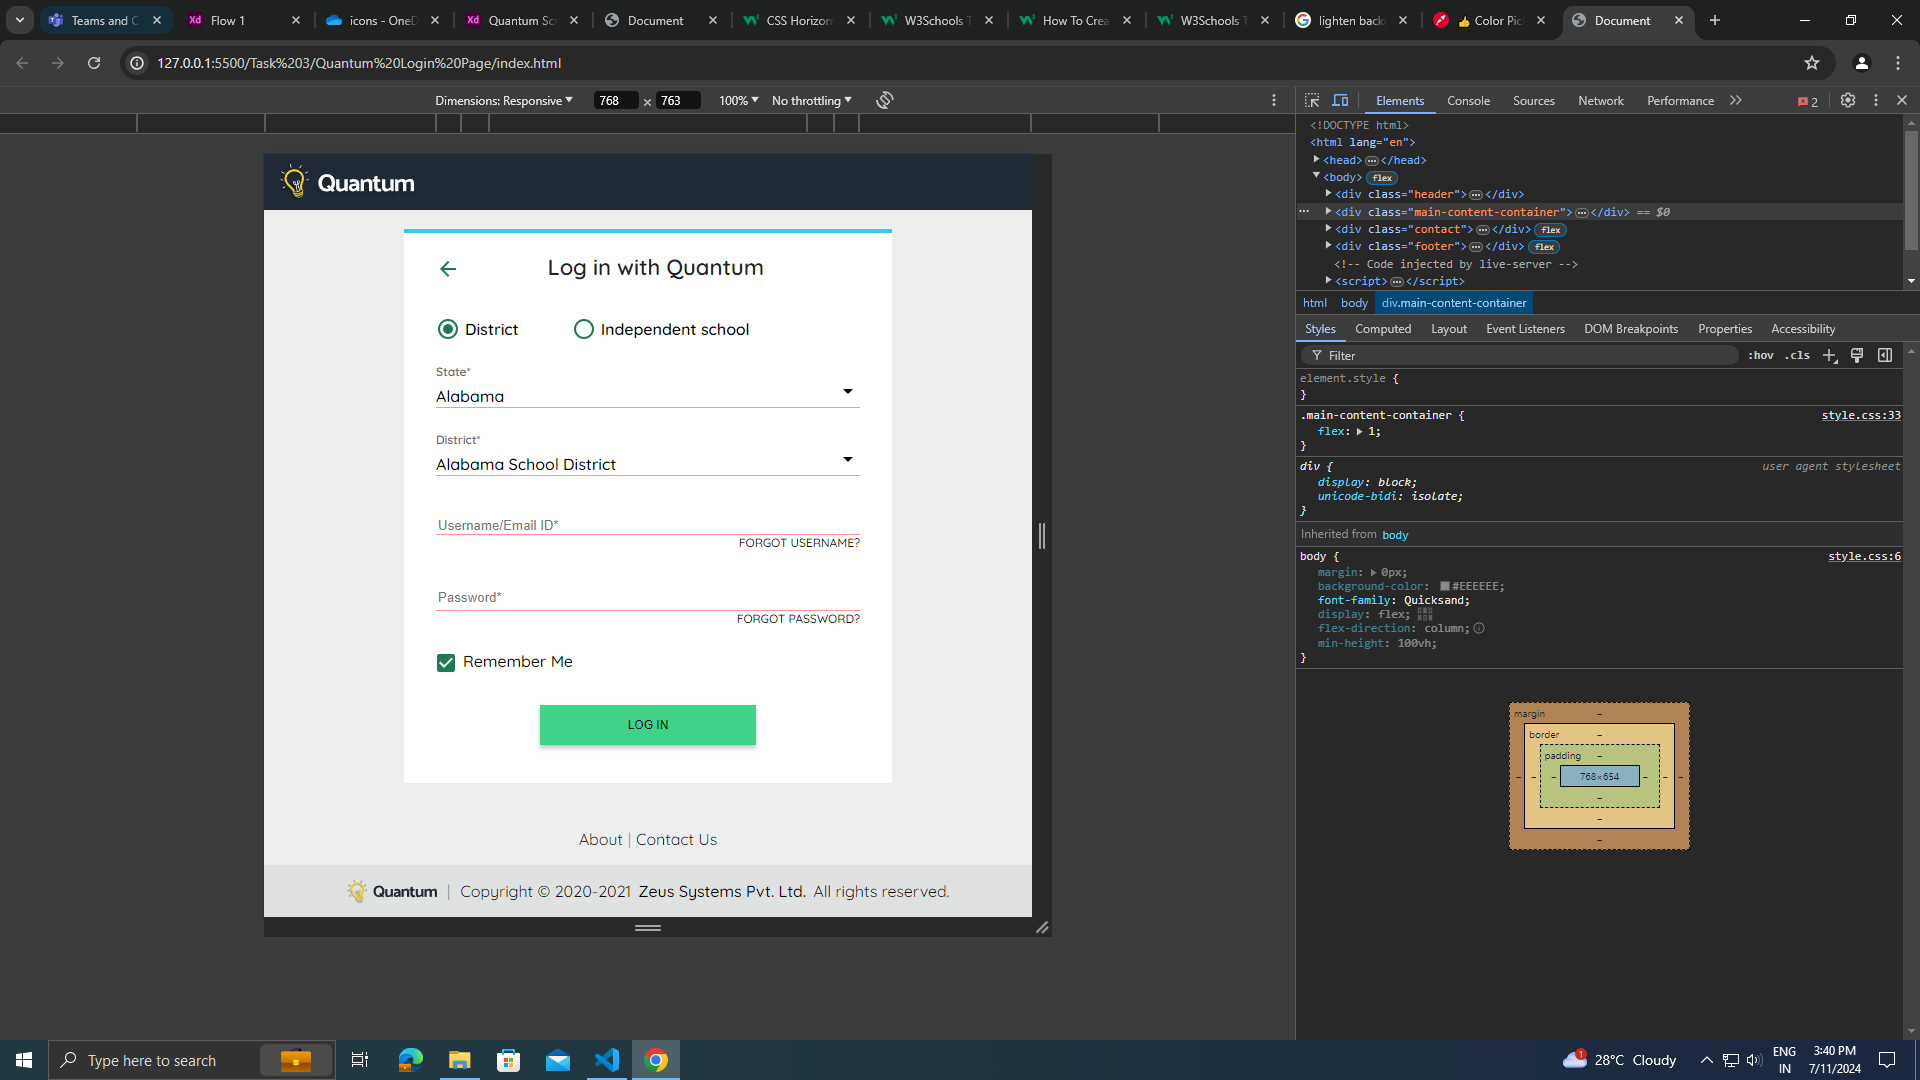 Teams and C
Xd Flow 1
icons - OneD
Xd Quantum Scr
Document
CSS Horizont
W3Schools T
How To Crea
W3Schools T
lighten back
👍 Color Pic
Document
127.0.0.1:5500/Task%203/Quantum%20Login%20Page/index.html
Dimensions: Responsive 768 × 763 100% No throttling
Elements Console Sources Network Performance 2
<!DOCTYPE html>
<html lang="en">
<head>…</head>
<body> flex
<div class="header">…</div>
… <div class="main-content-container">…</div> == $0
<div class="contact">…</div> flex
<div class="footer">…</div> flex
<!-- Code injected by live-server -->
<script>…</script>
html body div.main-content-container
Styles Computed Layout Event Listeners DOM Breakpoints Properties Accessibility
Filter :hov .cls
element.style {
}
.main-content-container { style.css:33
flex: 1;
}
div { user agent stylesheet
display: block;
unicode-bidi: isolate;
}
Inherited from body
body { style.css:6
margin: 0px;
background-color: #EEEEEE;
font-family: Quicksand;
display: flex;
flex-direction: column;
min-height: 100vh;
}
margin –
border –
padding –
– – – 768×654 – – –
–
–
–
Quantum
Log in with Quantum
District Independent school
State*
Alabama
District*
Alabama School District
Username/Email ID*
FORGOT USERNAME?
Password*
FORGOT PASSWORD?
Remember Me
LOG IN
About | Contact Us
Quantum | Copyright © 2020-2021 Zeus Systems Pvt. Ltd. All rights reserved.
Type here to search
1 28°C Cloudy
ENG
IN
3:40 PM
7/11/2024